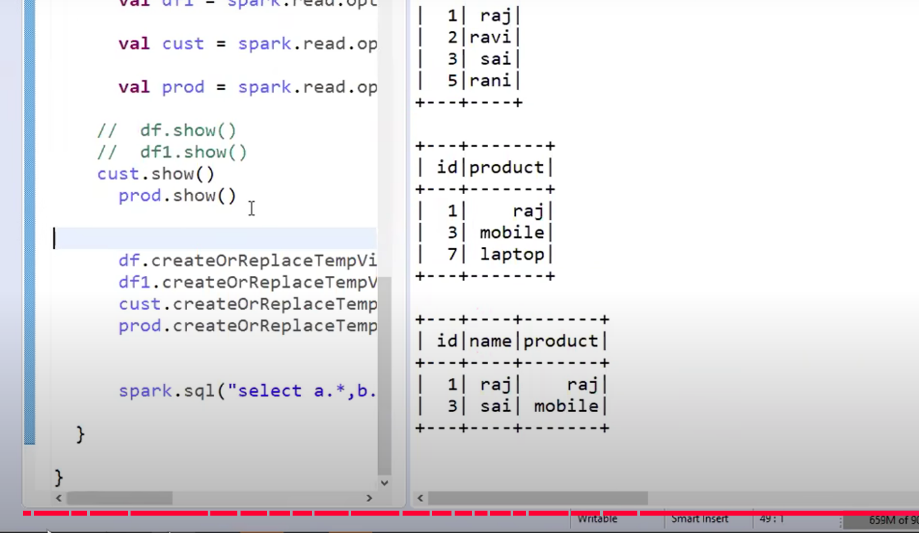 val df1 = spark.read.opt
val cust = spark.read.op
val prod = spark.read.op
// df.show()
// df1.show()
cust.show()
prod.show()
df.createOrReplaceTempVi
df1.createOrReplaceTempV
cust.createOrReplaceTemp
prod.createOrReplaceTemp
spark.sql("select a.*,b.
}
}
| 1| raj|
| 2|ravi|
| 3| sai|
| 5|rani|
+---+----+
+---+-------+
| id|product|
+---+-------+
| 1| raj|
| 3| mobile|
| 7| laptop|
+---+-------+
+---+----+-------+
| id|name|product|
+---+----+-------+
| 1| raj| raj|
| 3| sai| mobile|
+---+----+-------+
Writable
Smart Insert
49 : 1
659M of 90